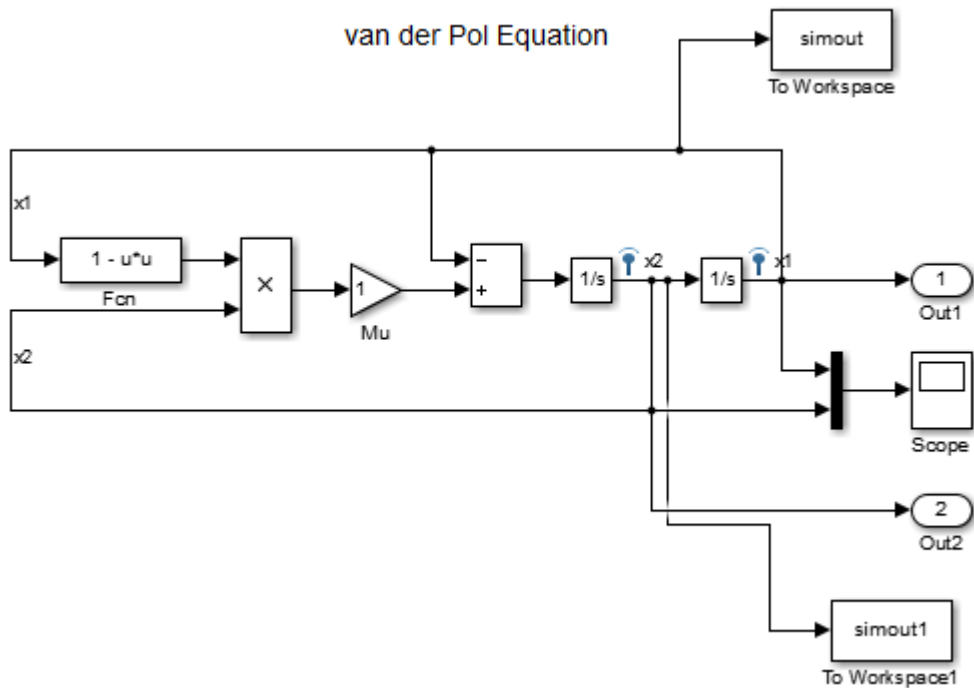 van der Pol Equation
simout
To Workspace
x1
1 - u*u
Fcn
×
1
Mu
−
+
1/s
x2
1/s
x1
1
Out1
x2
Scope
2
Out2
simout1
To Workspace1